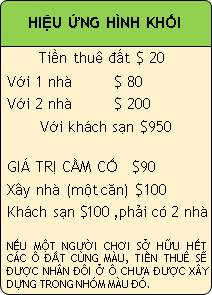 HIỆU ỨNG HÌNH KHỐI
Tiền thuê đất $ 20
Với 1 nhà $ 80
Với 2 nhà $ 200
Với khách sạn $950
GIÁ TRỊ CẦM CỐ $90
Xây nhà (một căn) $100
Khách sạn $100 ,phải có 2 nhà
NẾU MỘT NGƯỜI CHƠI SỞ HỮU HẾT
CÁC Ô ĐẤT CÙNG MÀU, TIỀN THUÊ SẼ
ĐƯỢC NHÂN ĐÔI Ở Ô CHƯA ĐƯỢC XÂY
DỰNG TRONG NHÓM MÀU ĐÓ.